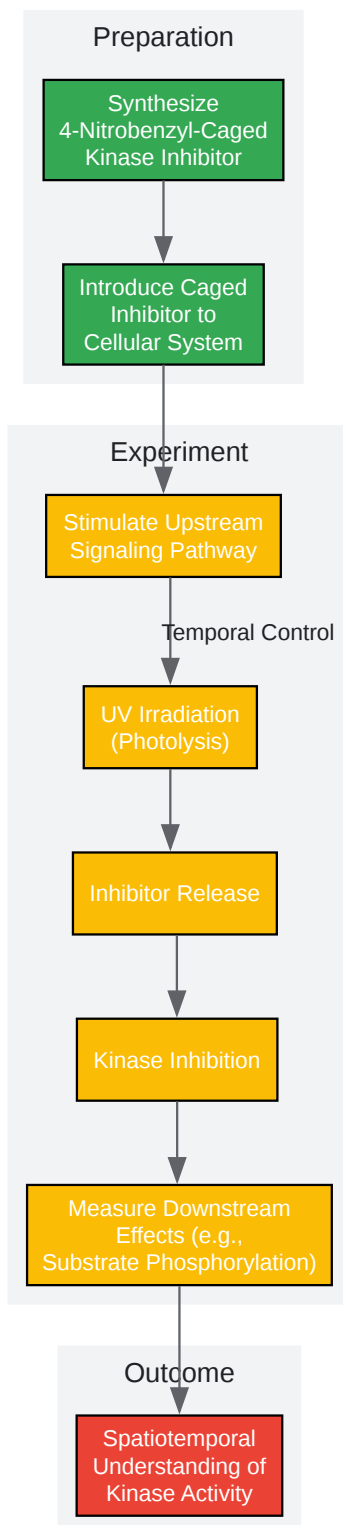 Preparation
Synthesize
4-Nitrobenzyl-Caged
Kinase Inhibitor
Introduce Caged
Inhibitor to
Cellular System
Experiment
Stimulate Upstream
Signaling Pathway
Temporal Control
UV Irradiation
(Photolysis)
Inhibitor Release
Kinase Inhibition
Measure Downstream
Effects (e.g.,
Substrate Phosphorylation)
Outcome
Spatiotemporal
Understanding of
Kinase Activity